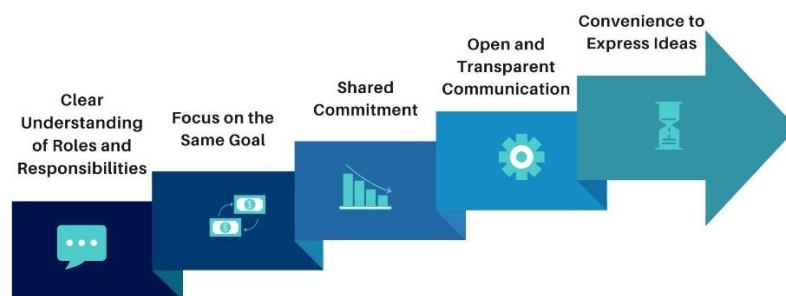 Clear
Understanding
of Roles and
Responsibilities
Focus on the
Same Goal
Shared
Commitment
Open and
Transparent
Communication
Convenience to
Express Ideas